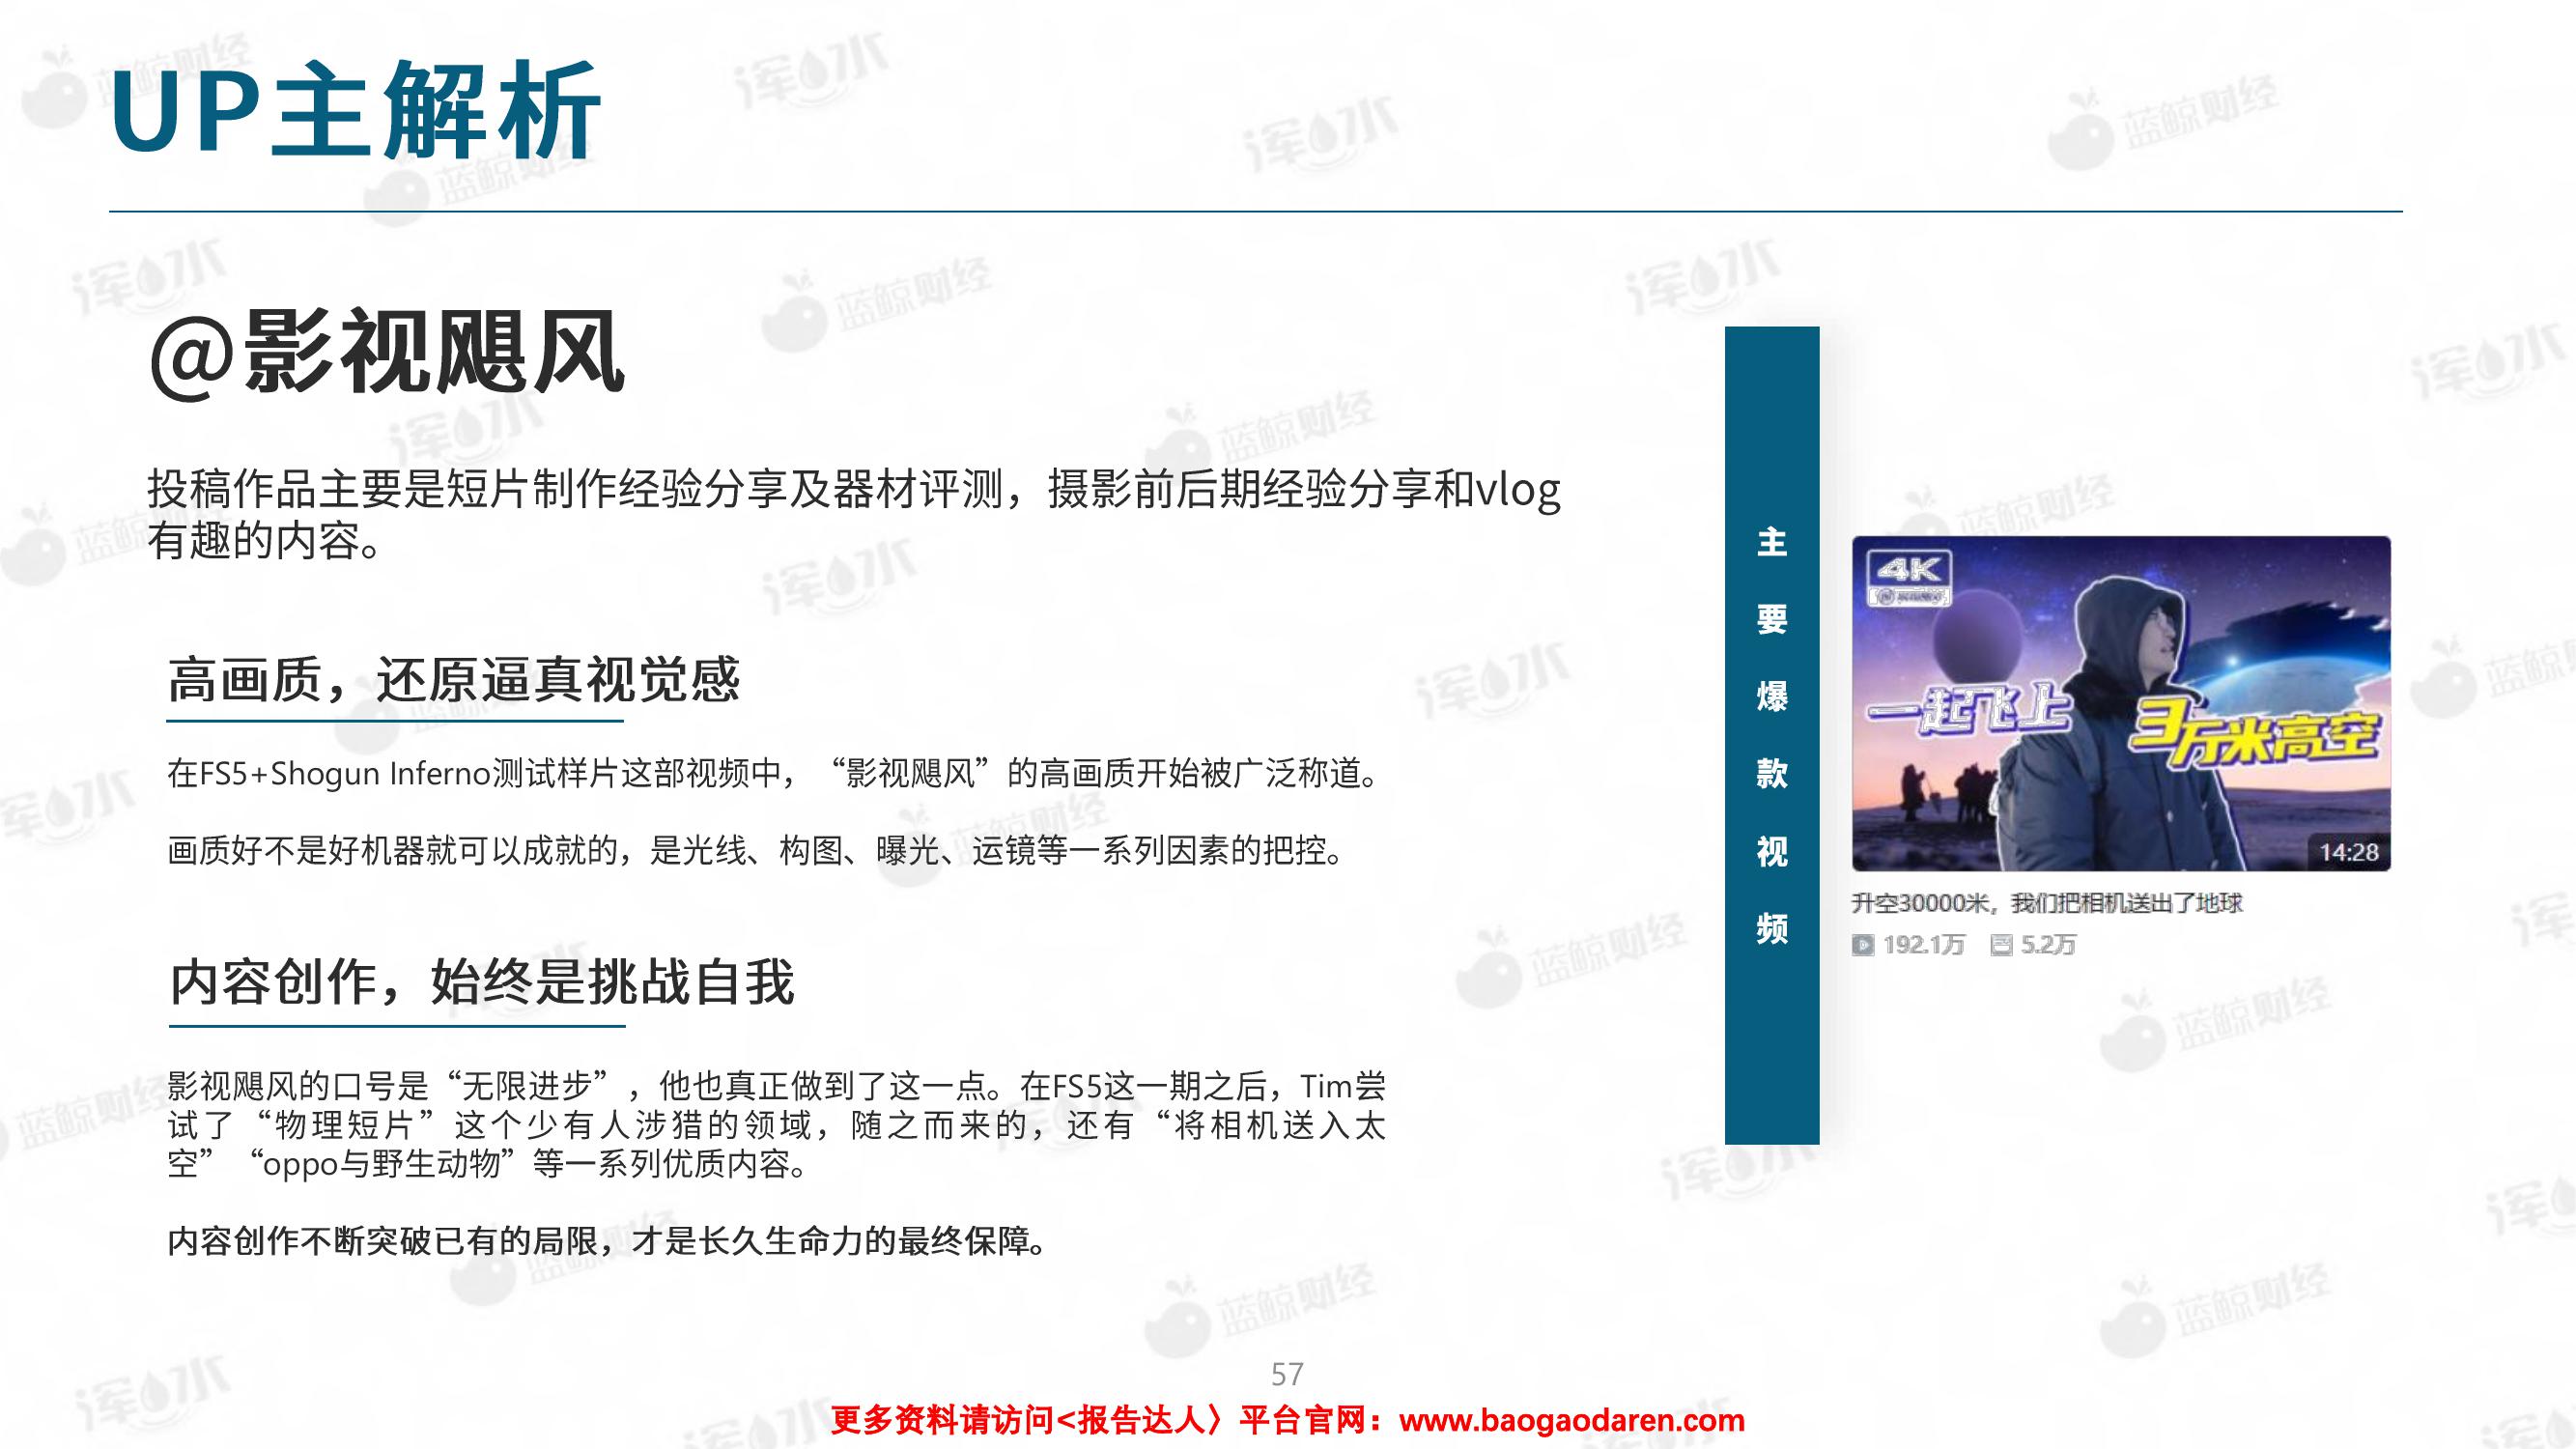 UP主解析
@影视飓风
投稿作品主要是短片制作经验分享及器材评测，摄影前后期经验分享和vlog
有趣的内容。
高画质，还原逼真视觉感
在FS5+Shogun Inferno测试样片这部视频中，“影视飓风”的高画质开始被广泛称道。
画质好不是好机器就可以成就的，是光线、构图、曝光、运镜等一系列因素的把控。
内容创作，始终是挑战自我
影视飓风的口号是“无限进步”，他也真正做到了这一点。在FS5这一期之后，Tim尝
试了“物理短片”这个少有人涉猎的领域，随之而来的，还有“将相机送入太
空”“oppo与野生动物”等一系列优质内容。
内容创作不断突破已有的局限，才是长久生命力的最终保障。
主
要
爆
款
视
频
4K
一起飞上
3万米高空
14:28
升空30000米，我们把相机送出了地球
192.1万 5.2万
57
更多资料请访问<报告达人〉平台官网：www.baogaodaren.com
浑水
蓝鲸财经